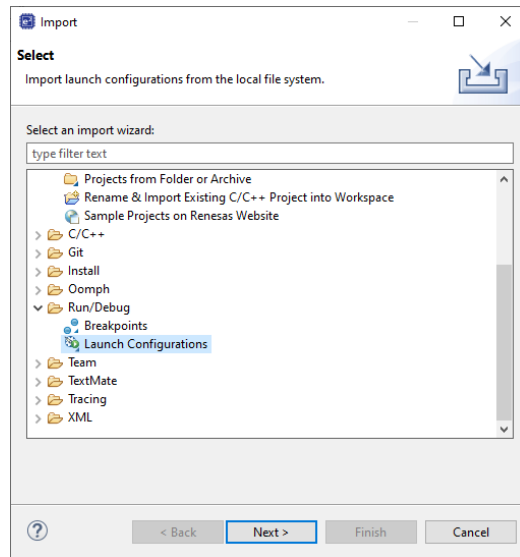 Import
Select
Import launch configurations from the local file system.
Select an import wizard:
type filter text
Projects from Folder or Archive
Rename & Import Existing C/C++ Project into Workspace
Sample Projects on Renesas Website
C/C++
Git
Install
Oomph
Run/Debug
Breakpoints
Launch Configurations
Team
TextMate
Tracing
XML
?
< Back Next > Finish Cancel